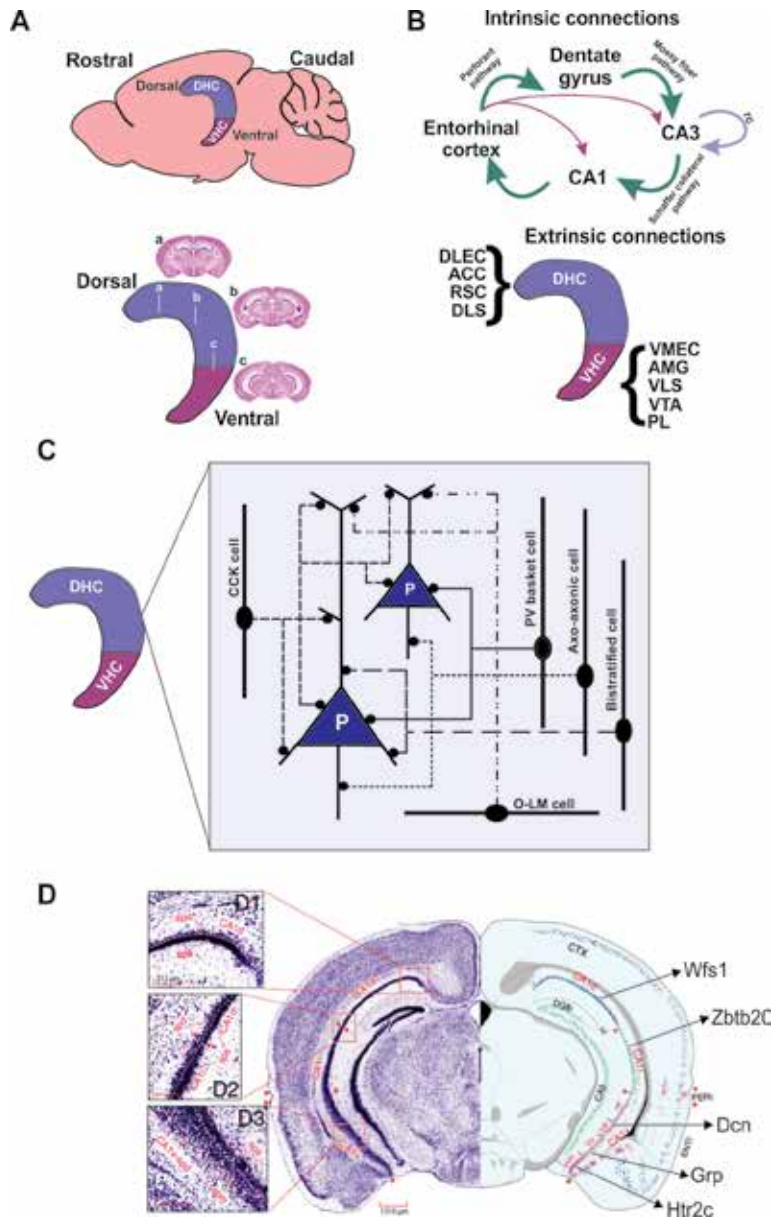 A
Rostral
Caudal
Dorsal
DHC
VHC
Ventral
a
Dorsal
a
b
b
c
c
Ventral
B
Intrinsic connections
Perforant pathway
Dentate gyrus
Mossy fiber pathway
Entorhinal cortex
CA3
CA1
Schaffer collateral pathway
Extrinsic connections
DLEC
ACC
RSC
DLS
DHC
VHC
VMEC
AMG
VLS
VTA
PL
C
DHC
VHC
CCK cell
P
P
PV basket cell
Axo-axonic cell
Bistratified cell
O-LM cell
D
D1
D2
D3
CTX
Wfs1
Zbtb20
Dcn
Grp
Htr2c